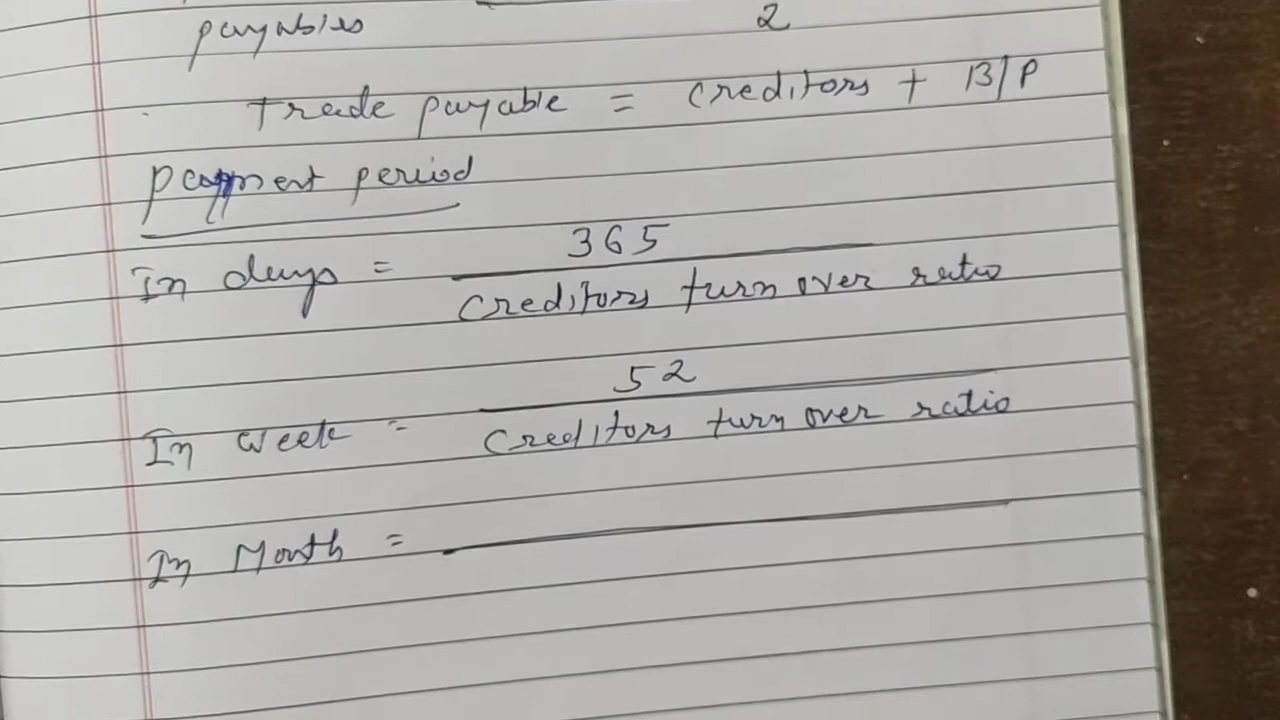 payables 2
Trade payable = creditors + B/P
payment period
In days = 365
creditors turn over ratio
In week = 52
creditors turn over ratio
In Month =